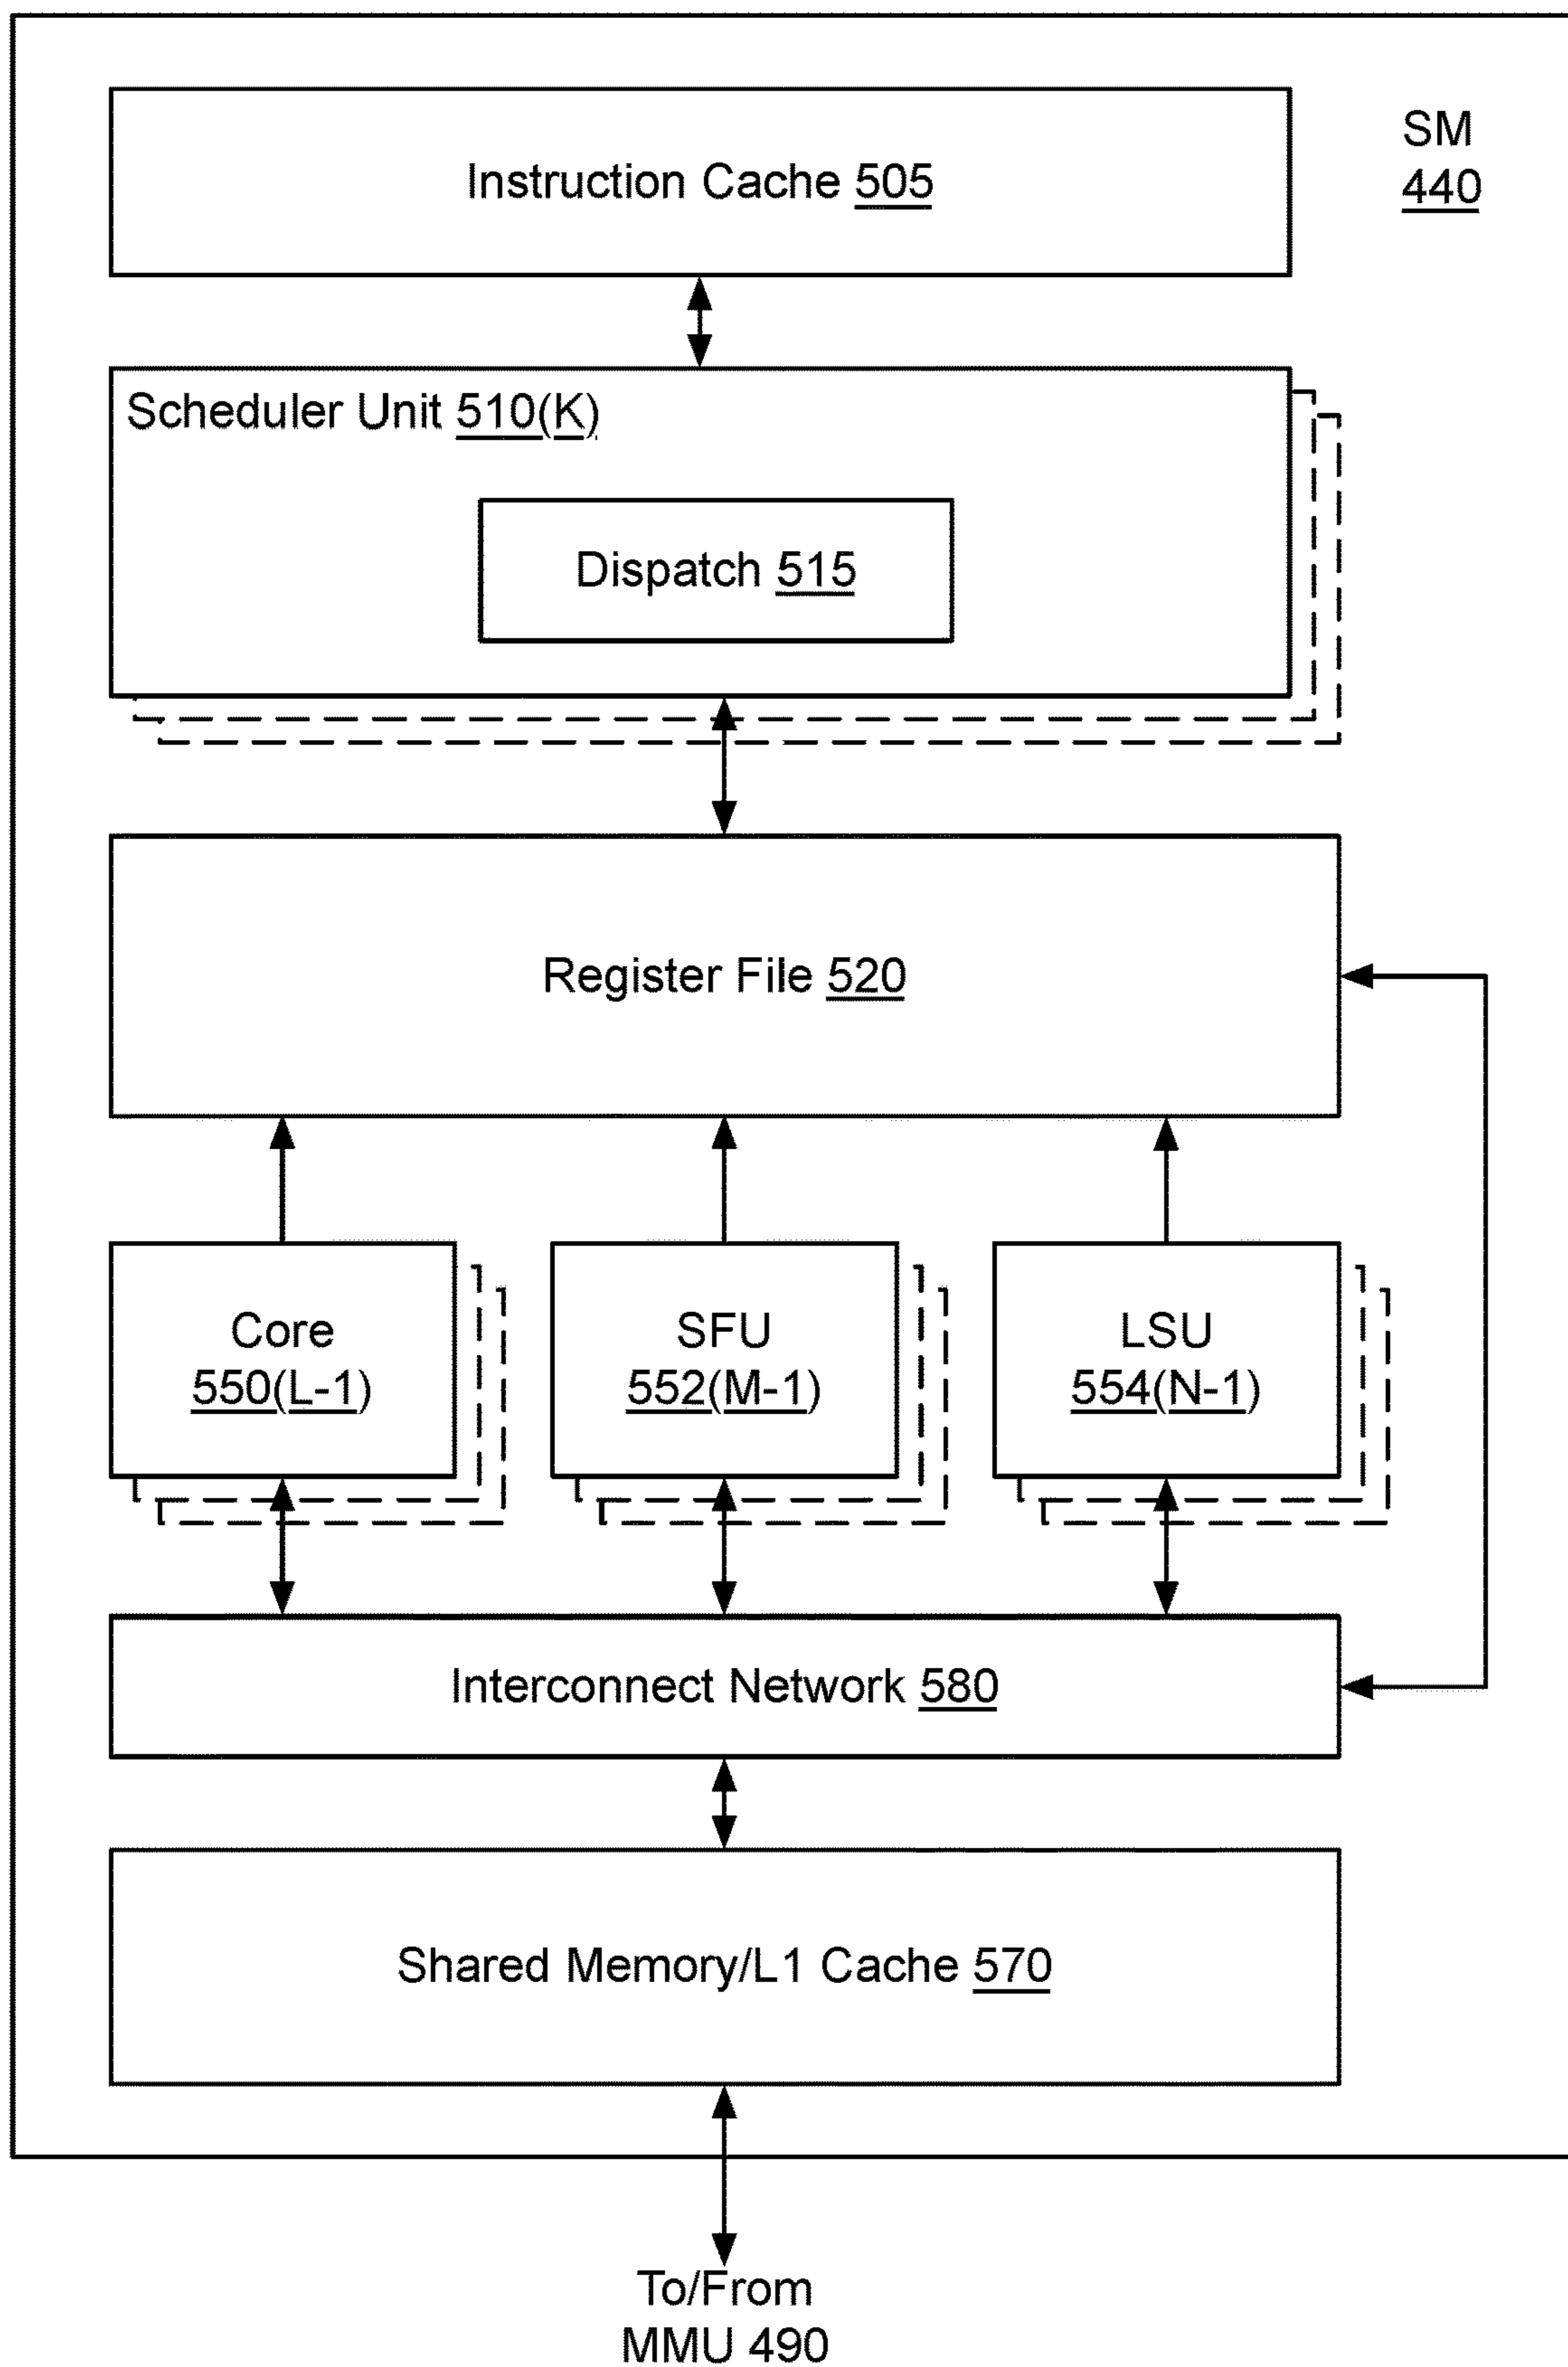 SM
440
Instruction Cache 505
Scheduler Unit 510(K)
Dispatch 515
Register File 520
Core
550(L-1)
SFU
552(M-1)
LSU
554(N-1)
Interconnect Network 580
Shared Memory/L1 Cache 570
To/From
MMU 490